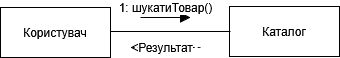 1: шукатиТовар()
Користувач
Каталог
<Результат--